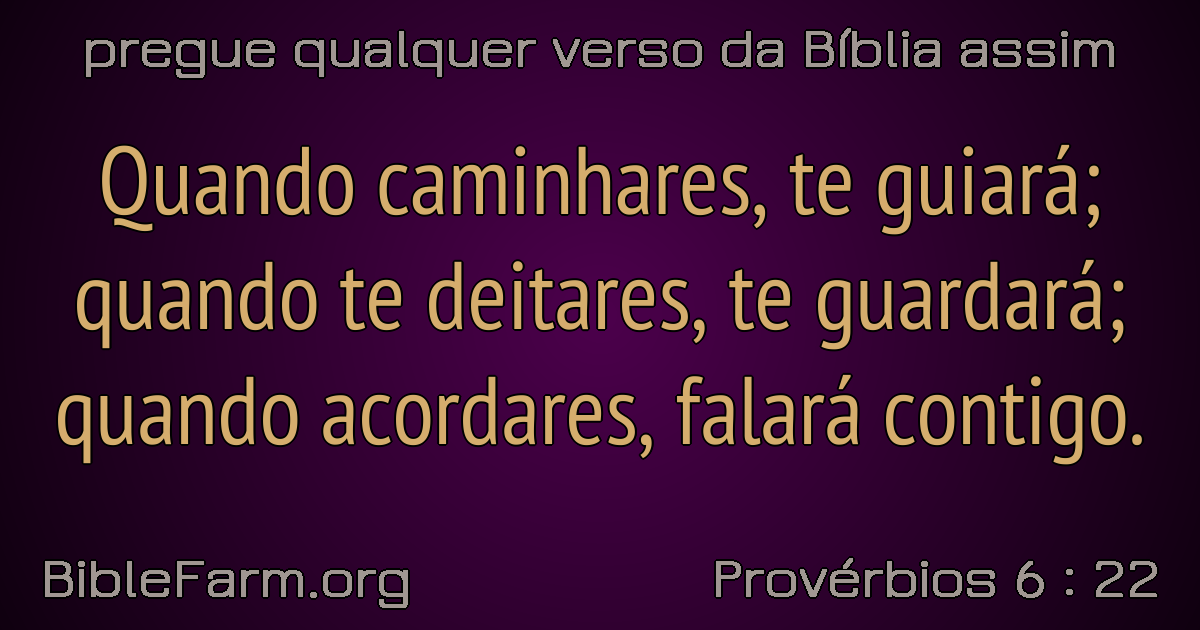 pregue qualquer verso da Bíblia assim
Quando caminhares, te guiará;
quando te deitares, te guardará;
quando acordares, falará contigo.
BibleFarm.org
Provérbios 6 : 22